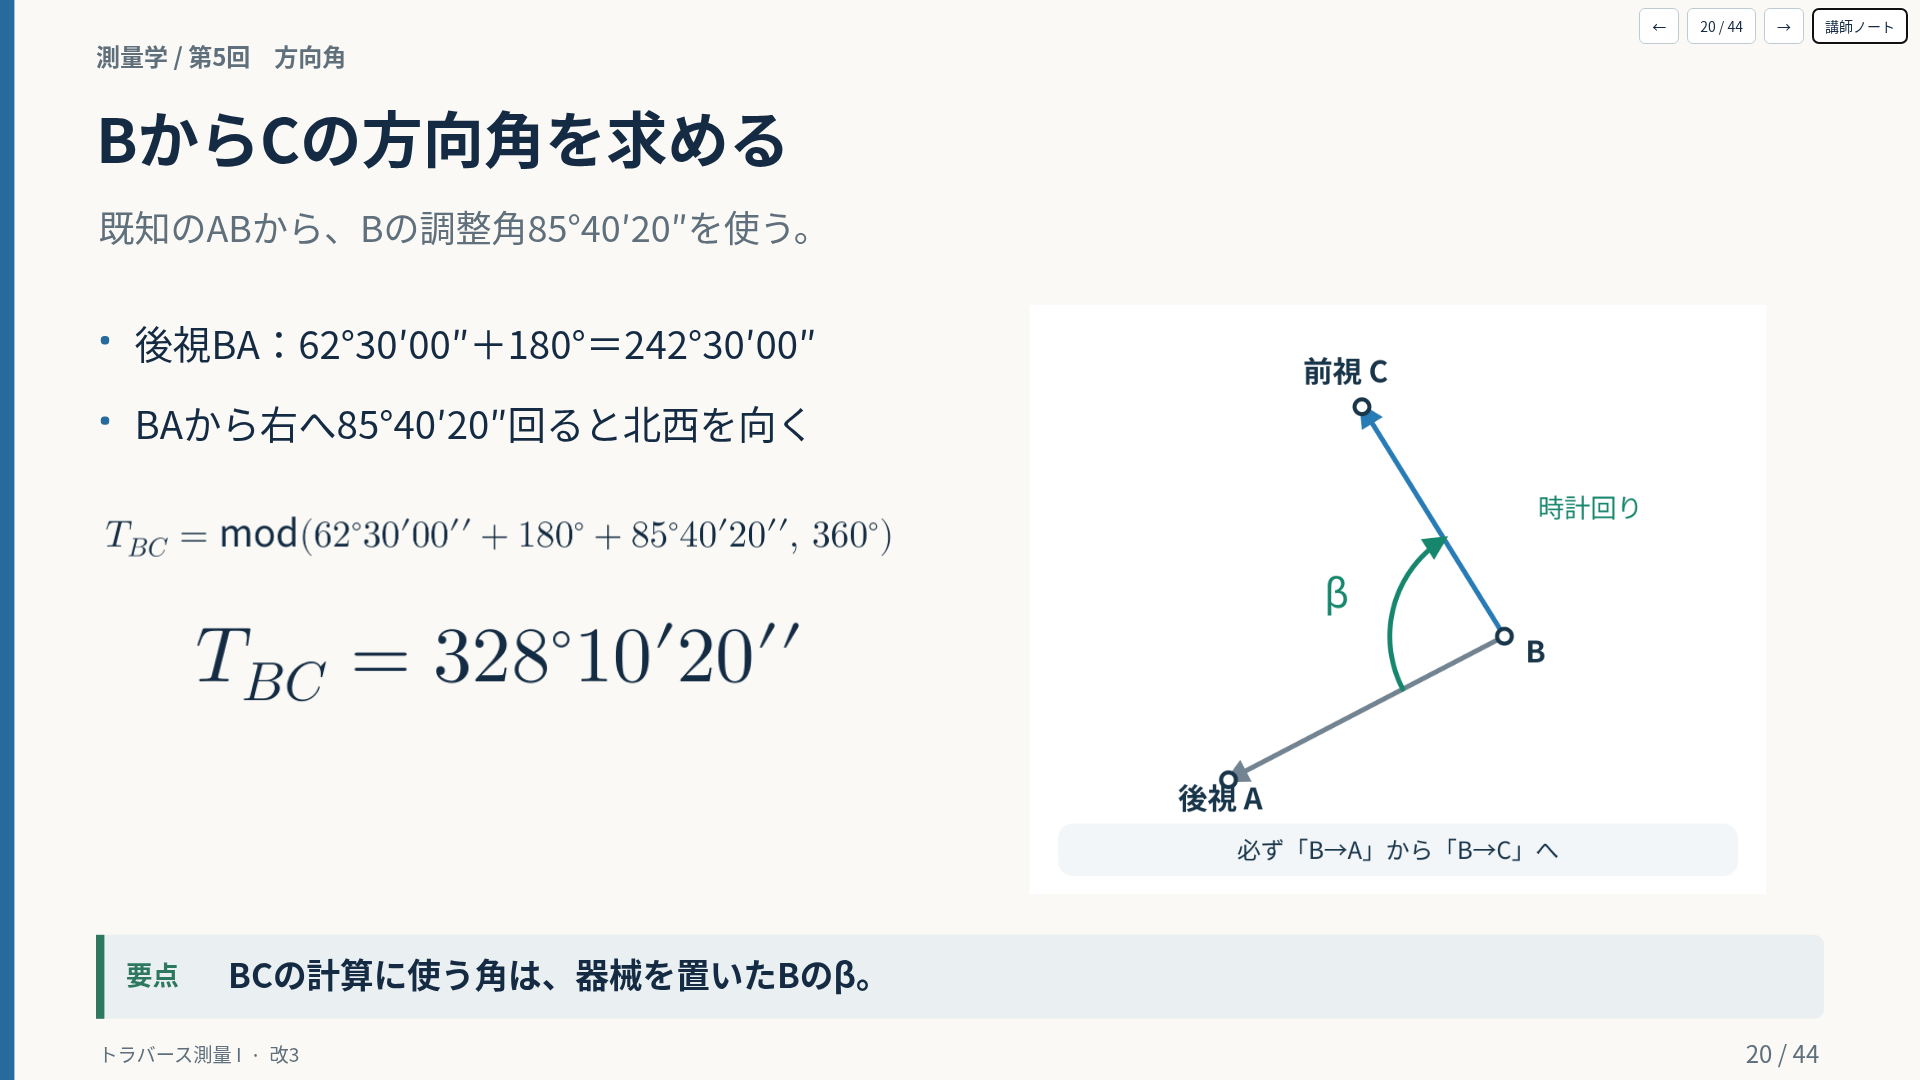 ← 20 / 44 → 講師ノート
測量学 / 第5回　方向角
BからCの方向角を求める
既知のABから、Bの調整角85°40′20″を使う。
・後視BA：62°30′00″＋180°＝242°30′00″
・BAから右へ85°40′20″回ると北西を向く
T_BC = mod(62°30′00′′ + 180° + 85°40′20′′, 360°)
T_BC = 328°10′20′′
前視 C
時計回り
β
B
後視 A
必ず「B→A」から「B→C」へ
要点　BCの計算に使う角は、器械を置いたBのβ。
トラバース測量 I · 改3
20 / 44